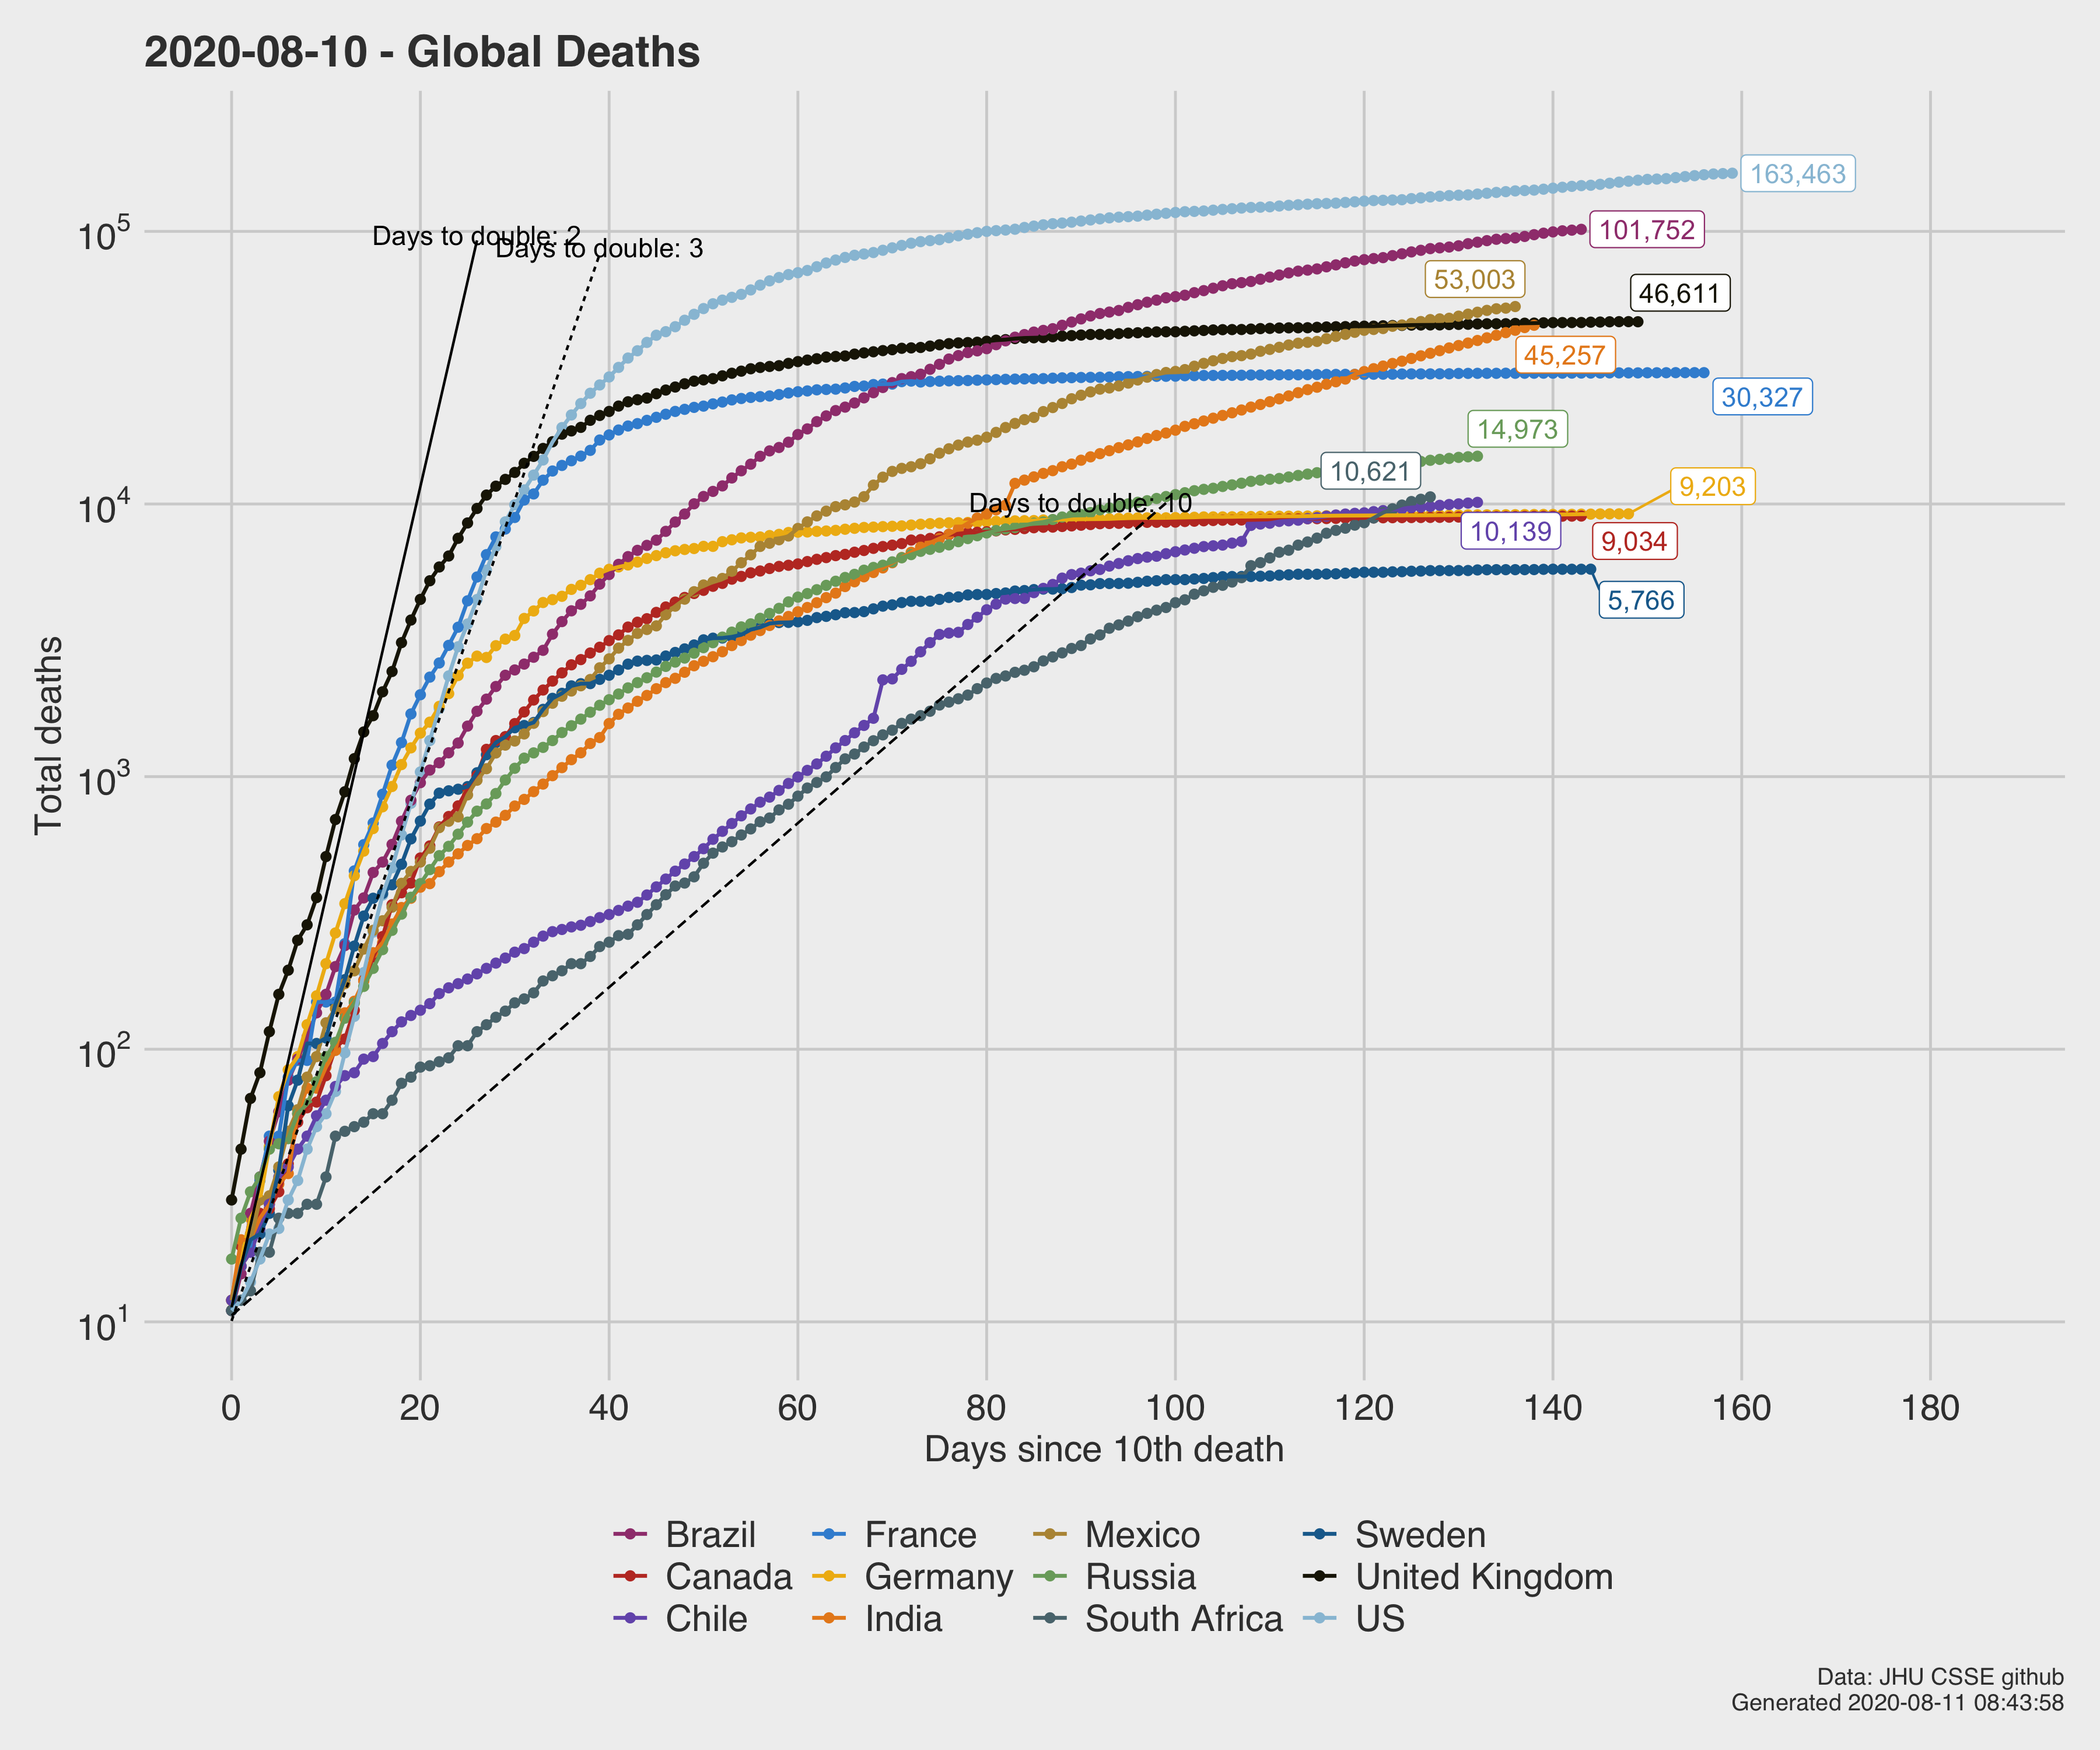 2020-08-10 - Global Deaths
163,463
101,752
Days to double: 2
Days to double: 3
53,003
46,611
45,257
30,327
14,973
10,621
9,203
Days to double: 10
10,139
9,034
5,766
10^5
10^4
10^3
10^2
10^1
Total deaths
0 20 40 60 80 100 120 140 160 180
Days since 10th death
Brazil France Mexico Sweden
Canada Germany Russia United Kingdom
Chile India South Africa US
Data: JHU CSSE github
Generated 2020-08-11 08:43:58